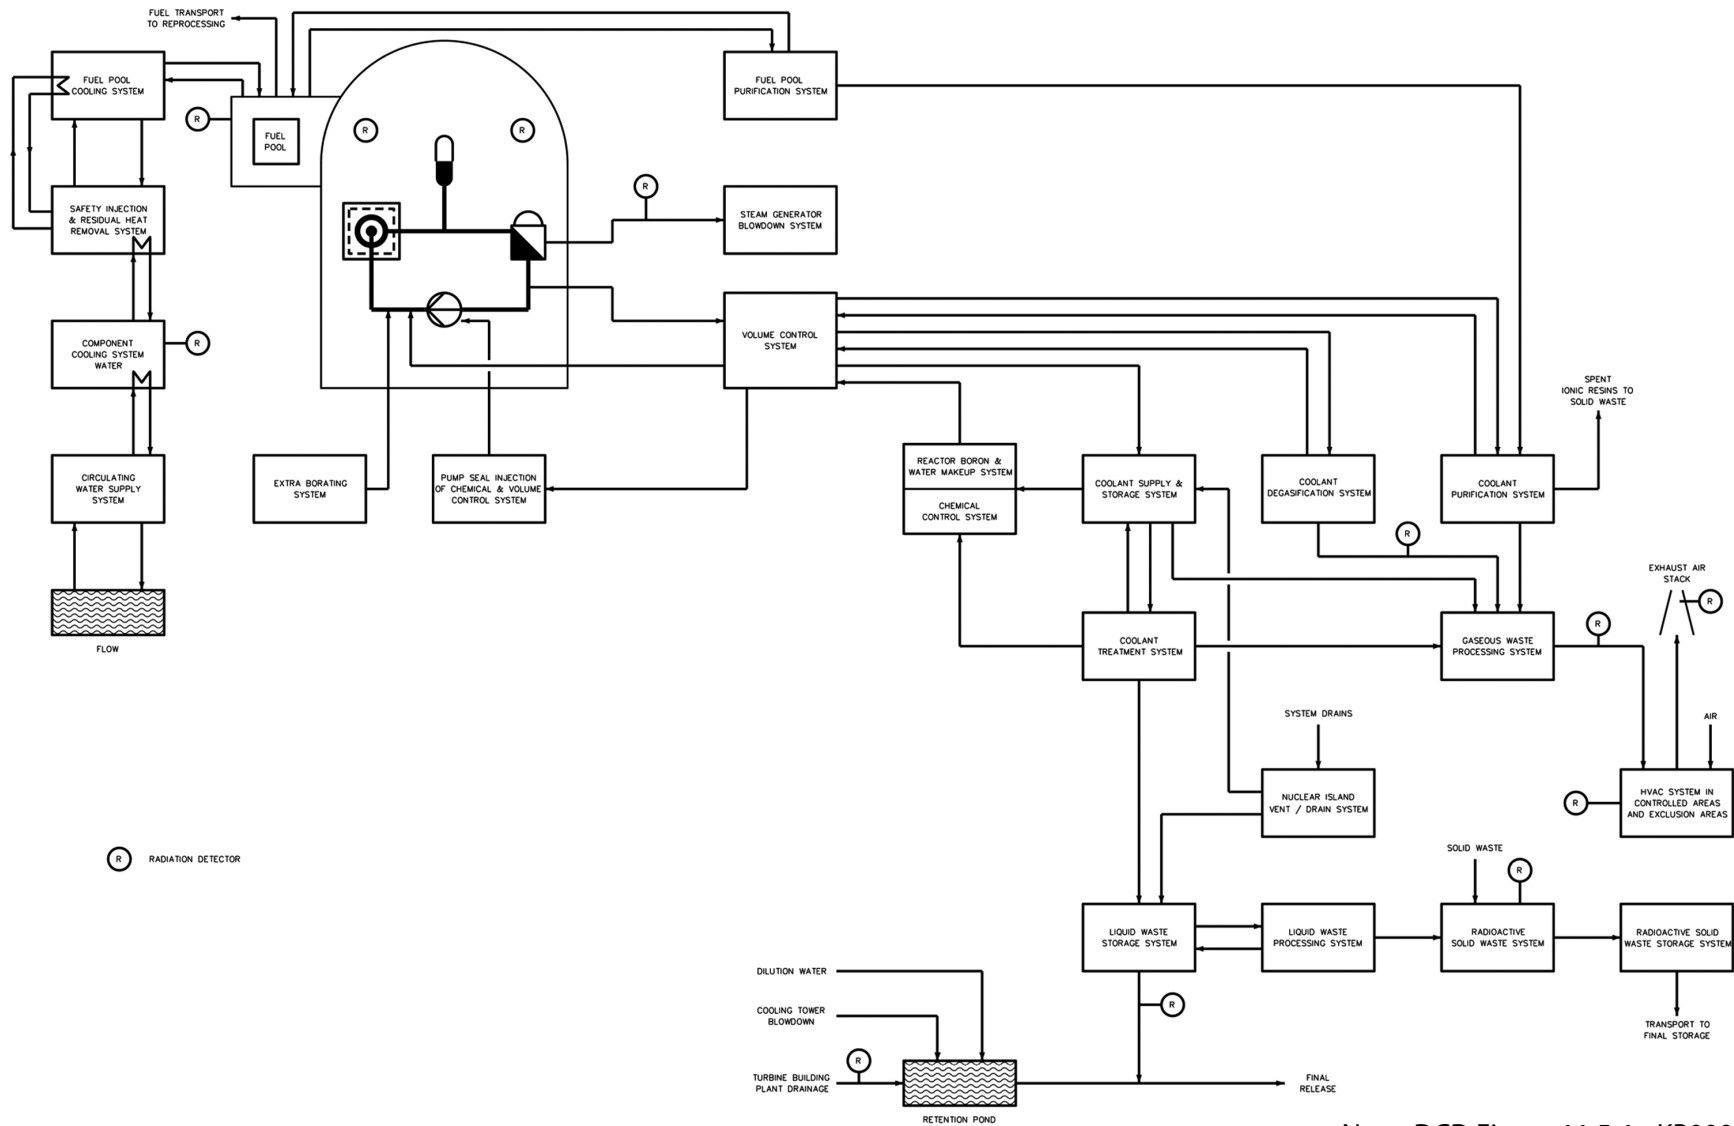 FUEL TRANSPORT
TO REPROCESSING
FUEL POOL
COOLING SYSTEM
R
FUEL
POOL
R
R
FUEL POOL
PURIFICATION SYSTEM
SAFETY INJECTION
& RESIDUAL HEAT
REMOVAL SYSTEM
R
STEAM GENERATOR
BLOWDOWN SYSTEM
COMPONENT
COOLING SYSTEM
WATER
R
VOLUME CONTROL
SYSTEM
SPENT
IONIC RESINS TO
SOLID WASTE
CIRCULATING
WATER SUPPLY
SYSTEM
EXTRA BORATING
SYSTEM
PUMP SEAL INJECTION
OF CHEMICAL & VOLUME
CONTROL SYSTEM
REACTOR BORON &
WATER MAKEUP SYSTEM
CHEMICAL
CONTROL SYSTEM
COOLANT SUPPLY &
STORAGE SYSTEM
COOLANT
DEGASIFICATION SYSTEM
COOLANT
PURIFICATION SYSTEM
R
EXHAUST AIR
STACK
R
FLOW
COOLANT
TREATMENT SYSTEM
GASEOUS WASTE
PROCESSING SYSTEM
R
SYSTEM DRAINS
AIR
NUCLEAR ISLAND
VENT / DRAIN SYSTEM
R
HVAC SYSTEM IN
CONTROLLED AREAS
AND EXCLUSION AREAS
R
RADIATION DETECTOR
SOLID WASTE
R
LIQUID WASTE
STORAGE SYSTEM
LIQUID WASTE
PROCESSING SYSTEM
RADIOACTIVE
SOLID WASTE SYSTEM
RADIOACTIVE SOLID
WASTE STORAGE SYSTEM
DILUTION WATER
R
COOLING TOWER
BLOWDOWN
TRANSPORT TO
FINAL STORAGE
R
TURBINE BUILDING
PLANT DRAINAGE
FINAL
RELEASE
RETENTION POND